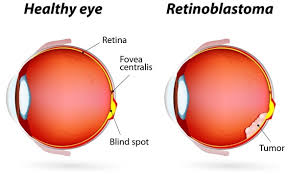 Healthy eye
Retinoblastoma
Retina
Fovea
centralis
Blind spot
Tumor